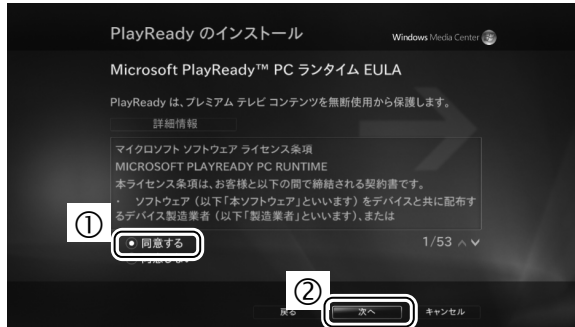 PlayReady のインストール
Windows Media Center
Microsoft PlayReady™ PC ランタイム EULA
PlayReady は、プレミアム テレビ コンテンツを無断使用から保護します。
詳細情報
マイクロソフト ソフトウェア ライセンス条項
MICROSOFT PLAYREADY PC RUNTIME
本ライセンス条項は、お客様と以下の間で締結される契約書です。
・ ソフトウェア (以下「本ソフトウェア」といいます) をデバイスと共に配布す
るデバイス製造業者 (以下「製造業者」といいます)、または
①
同意する
1/53
②
戻る
次へ
キャンセル